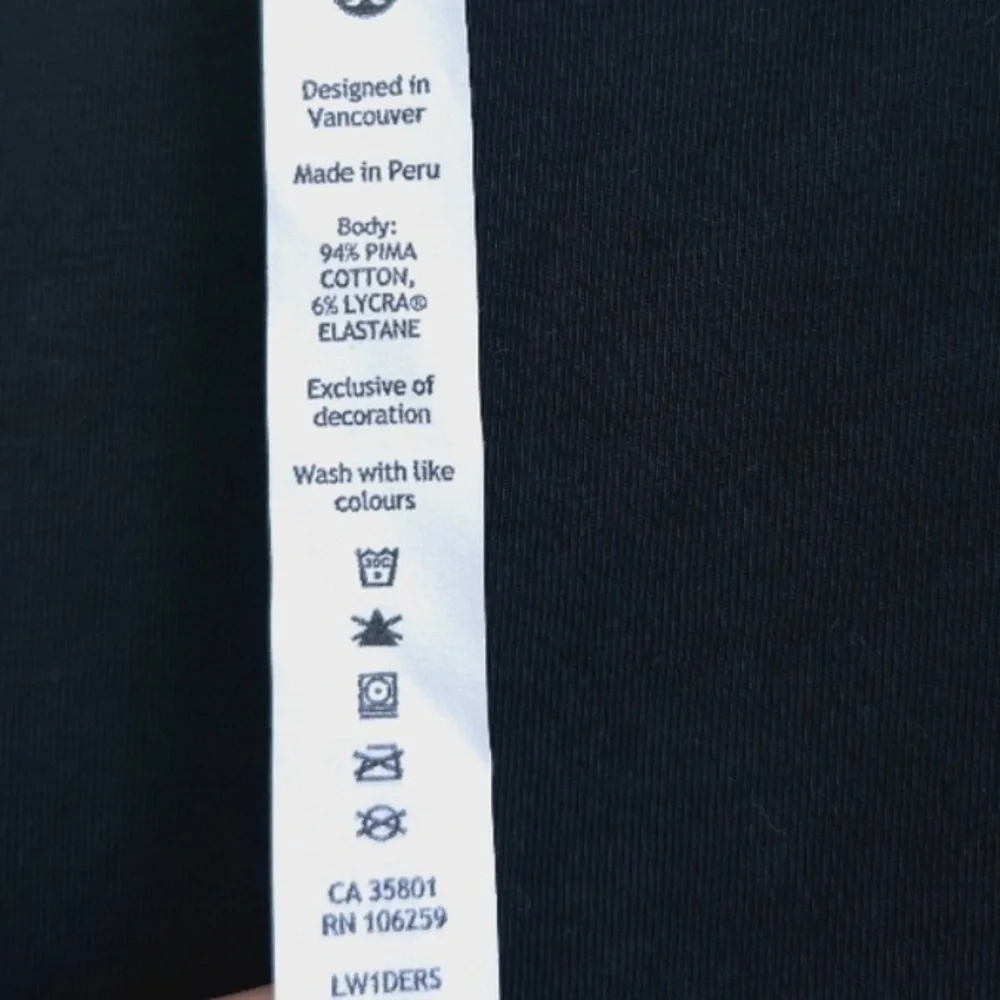 Designed in
Vancouver
Made in Peru
Body:
94% PIMA
COTTON,
6% LYCRA®
ELASTANE
Exclusive of
decoration
Wash with like
colours
30C
CA 35801
RN 106259
LW1DERS